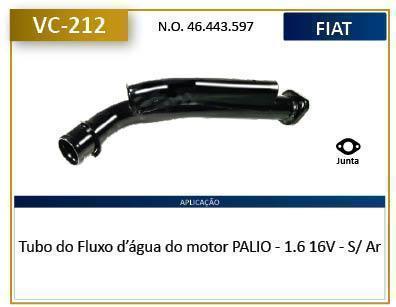 VC-212
N.O. 46.443.597
FIAT
Junta
APLICAÇÃO
Tubo do Fluxo d’água do motor PALIO - 1.6 16V - S/ Ar